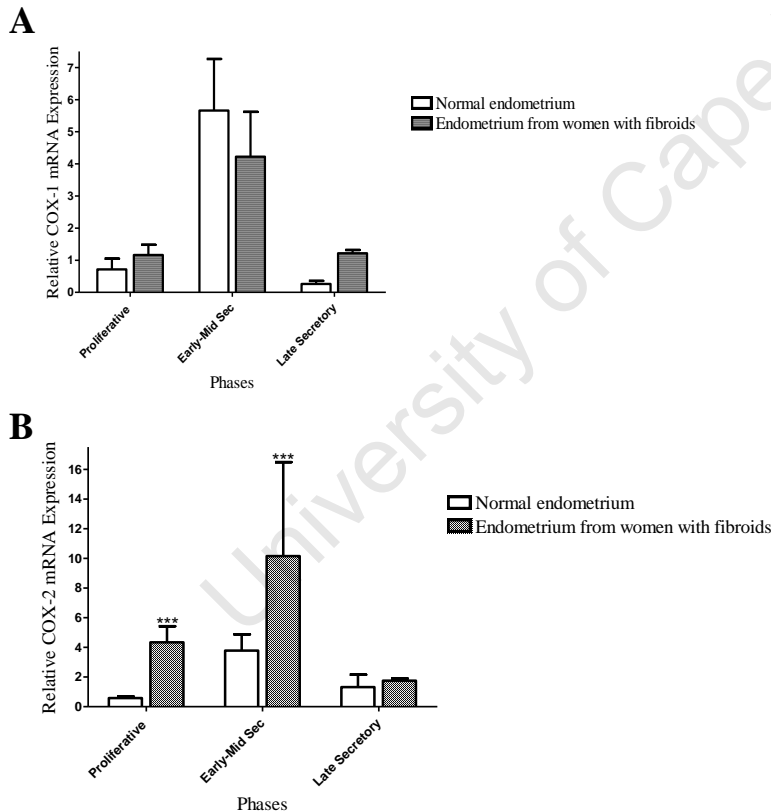 A
Relative COX-1 mRNA Expression
7
6
5
4
3
2
1
0
Proliferative
Early-Mid Sec
Late Secretory
Phases
Normal endometrium
Endometrium from women with fibroids
B
Relative COX-2 mRNA Expression
16
14
12
10
8
6
4
2
0
***
***
Proliferative
Early-Mid Sec
Late Secretory
Phases
Normal endometrium
Endometrium from women with fibroids
University of Cape